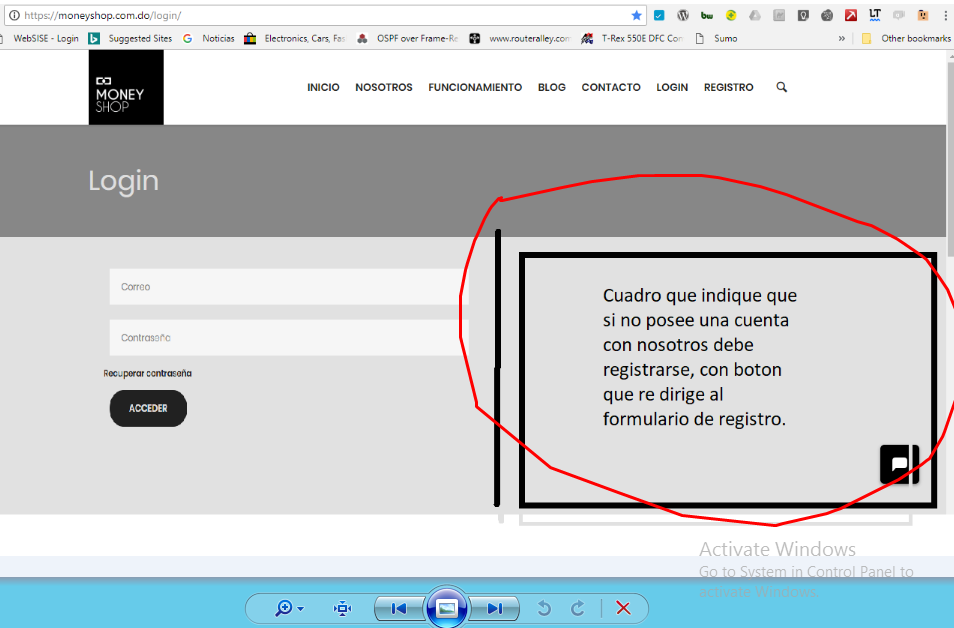 https://moneyshop.com.do/login/
WebSISE - Login Suggested Sites Noticias Electronics, Cars, Fas OSPF over Frame-Re www.routeralley.com T-Rex 550E DFC Con Sumo » Other bookmarks
MONEY
SHOP
INICIO NOSOTROS FUNCIONAMIENTO BLOG CONTACTO LOGIN REGISTRO
Login
Correo
Contraseña
Recuperar contraseña
ACCEDER
Cuadro que indique que
si no posee una cuenta
con nosotros debe
registrarse, con boton
que re dirige al
formulario de registro.
Activate Windows
Go to System in Control Panel to
activate Windows.